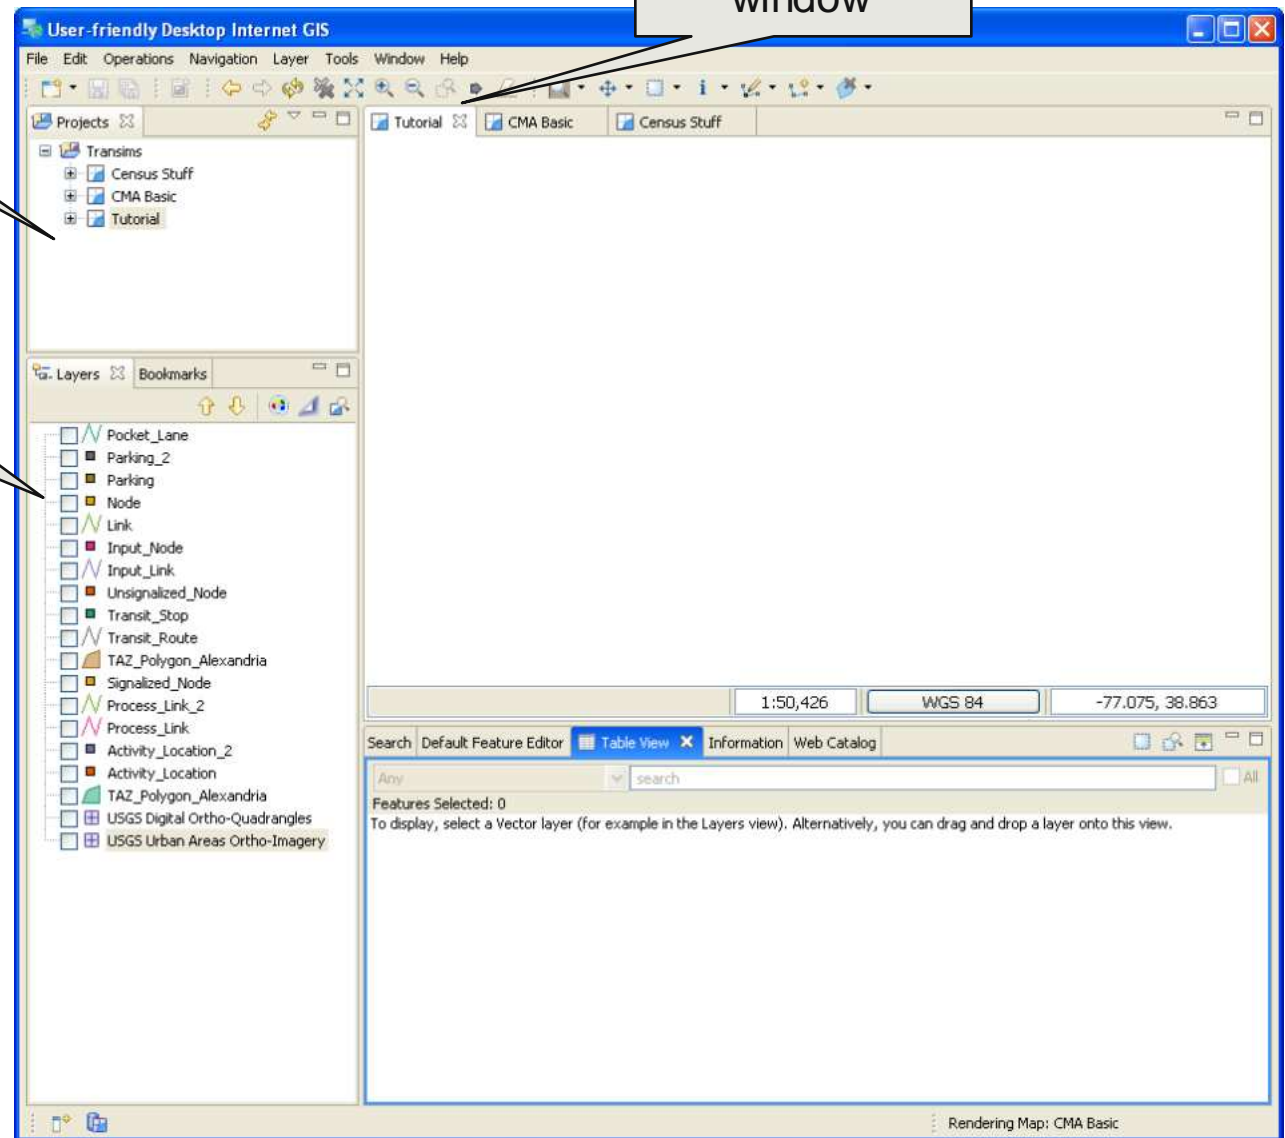 window
User-friendly Desktop Internet GIS
File Edit Operations Navigation Layer Tools Window Help
Projects
Transims
Census Stuff
CMA Basic
Tutorial
Tutorial CMA Basic Census Stuff
Layers Bookmarks
Pocket_Lane
Parking_2
Parking
Node
Link
Input_Node
Input_Link
Unsignalized_Node
Transit_Stop
Transit_Route
TAZ_Polygon_Alexandria
Signalized_Node
Process_Link_2
Process_Link
Activity_Location_2
Activity_Location
TAZ_Polygon_Alexandria
USGS Digital Ortho-Quadrangles
USGS Urban Areas Ortho-Imagery
1:50,426 WGS 84 -77.075, 38.863
Search Default Feature Editor Table View Information Web Catalog
Any search All
Features Selected: 0
To display, select a Vector layer (for example in the Layers view). Alternatively, you can drag and drop a layer onto this view.
Rendering Map: CMA Basic